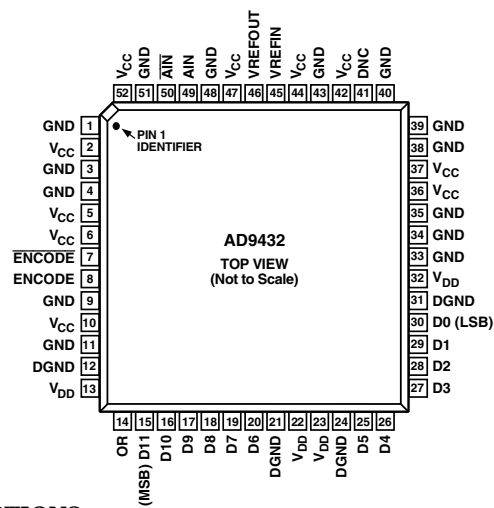 VCC GND AIN AIN GND VCC VREFOUT VREFIN VCC GND VCC DNC GND
52 51 50 49 48 47 46 45 44 43 42 41 40
GND 1
VCC 2
GND 3
GND 4
VCC 5
VCC 6
ENCODE 7
ENCODE 8
GND 9
VCC 10
GND 11
DGND 12
VDD 13
PIN 1
IDENTIFIER
AD9432
TOP VIEW
(Not to Scale)
39 GND
38 GND
37 VCC
36 VCC
35 GND
34 GND
33 GND
32 VDD
31 DGND
30 D0 (LSB)
29 D1
28 D2
27 D3
14 15 16 17 18 19 20 21 22 23 24 25 26
OR (MSB) D11 D10 D9 D8 D7 D6 DGND VDD VDD DGND D5 D4